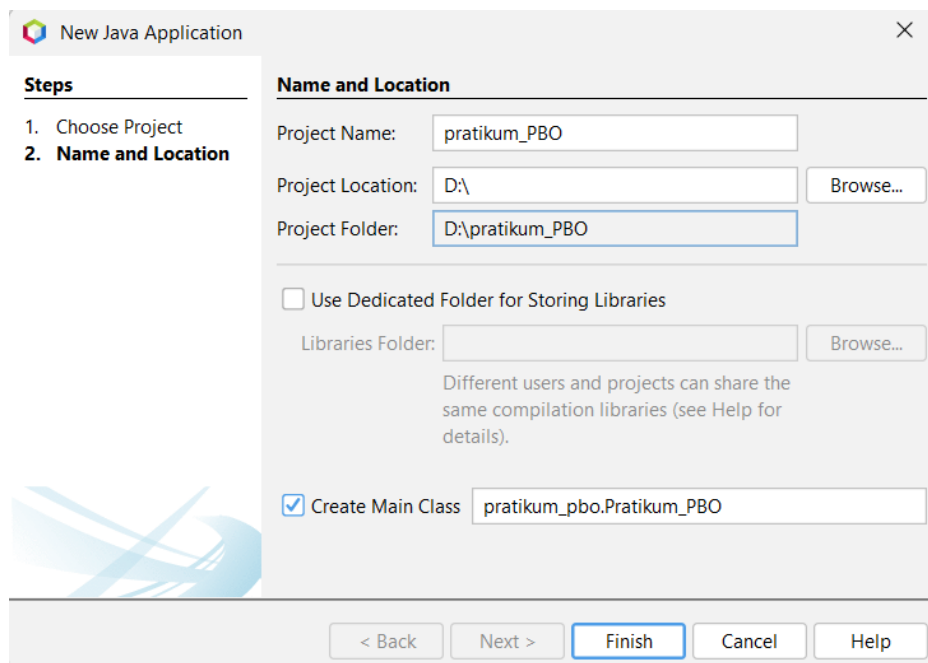 New Java Application
Steps
1. Choose Project
2. Name and Location
Name and Location
Project Name: pratikum_PBO
Project Location: D:\ Browse...
Project Folder: D:\pratikum_PBO
Use Dedicated Folder for Storing Libraries
Libraries Folder: Browse...
Different users and projects can share the
same compilation libraries (see Help for
details).
Create Main Class pratikum_pbo.Pratikum_PBO
< Back Next > Finish Cancel Help